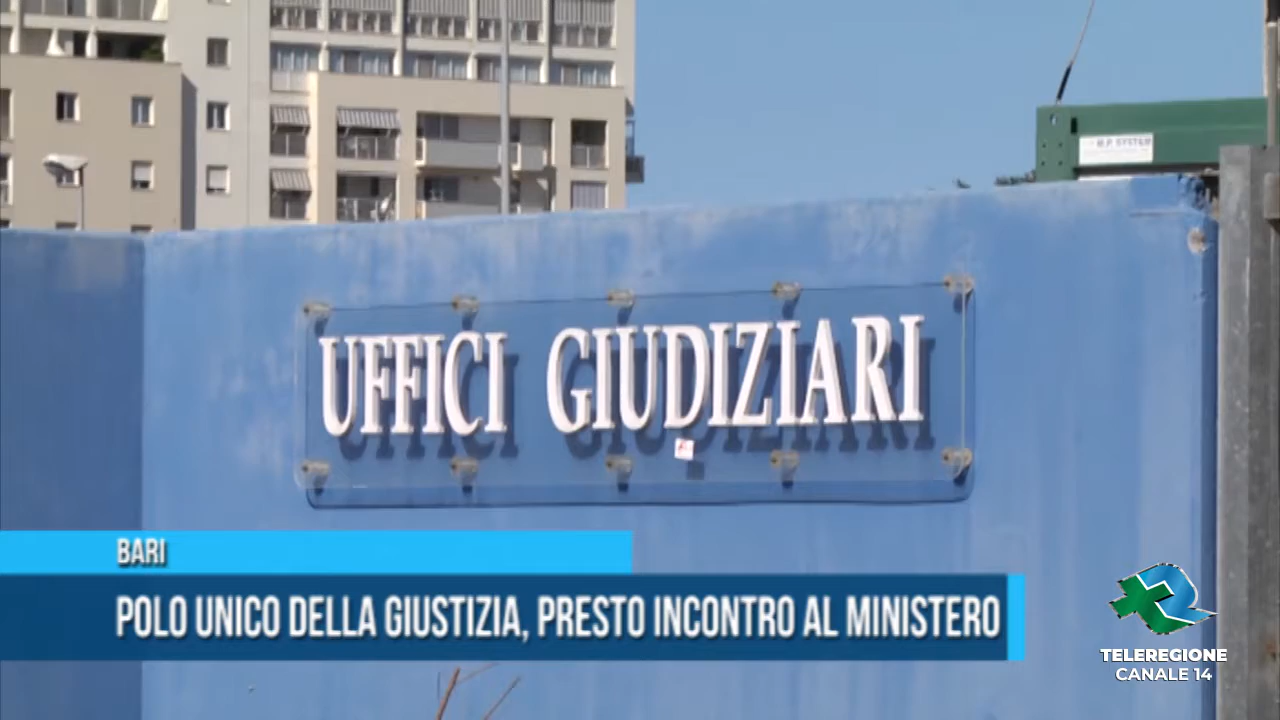 UFFICI GIUDIZIARI
BARI
POLO UNICO DELLA GIUSTIZIA, PRESTO INCONTRO AL MINISTERO
TELEREGIONE
CANALE 14